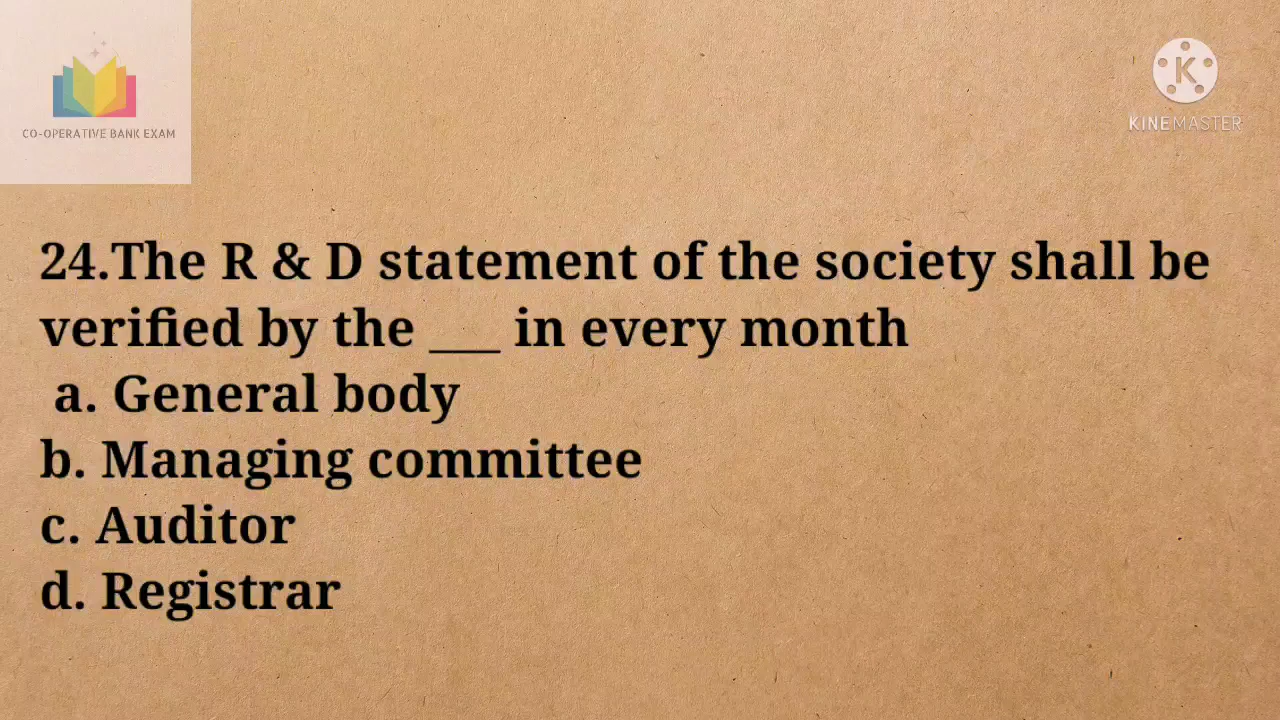 CO-OPERATIVE BANK EXAM
KINEMASTER
24.The R & D statement of the society shall be
verified by the ___ in every month
a. General body
b. Managing committee
c. Auditor
d. Registrar